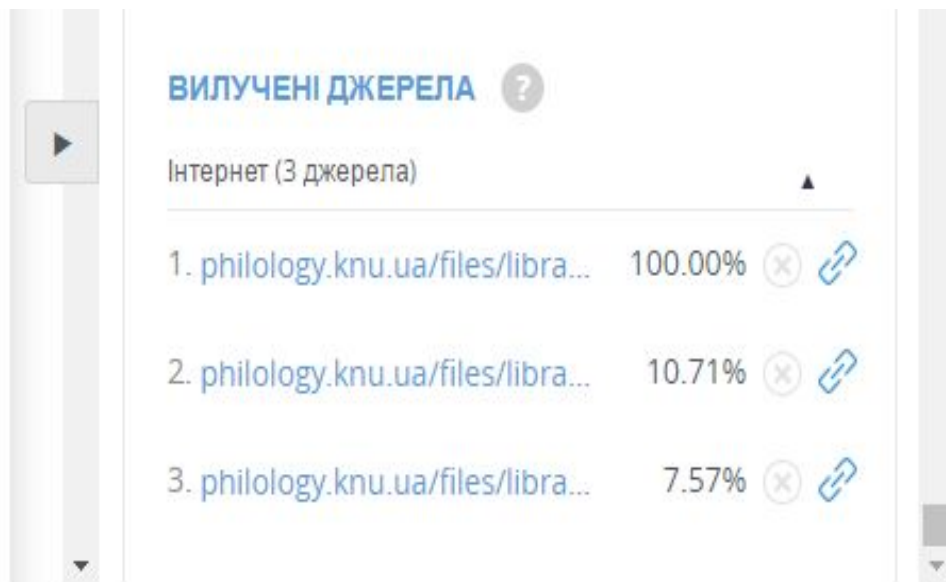 ВИЛУЧЕНІ ДЖЕРЕЛА ?
Інтернет (3 джерела)
1. philology.knu.ua/files/libra... 100.00%
2. philology.knu.ua/files/libra... 10.71%
3. philology.knu.ua/files/libra... 7.57%